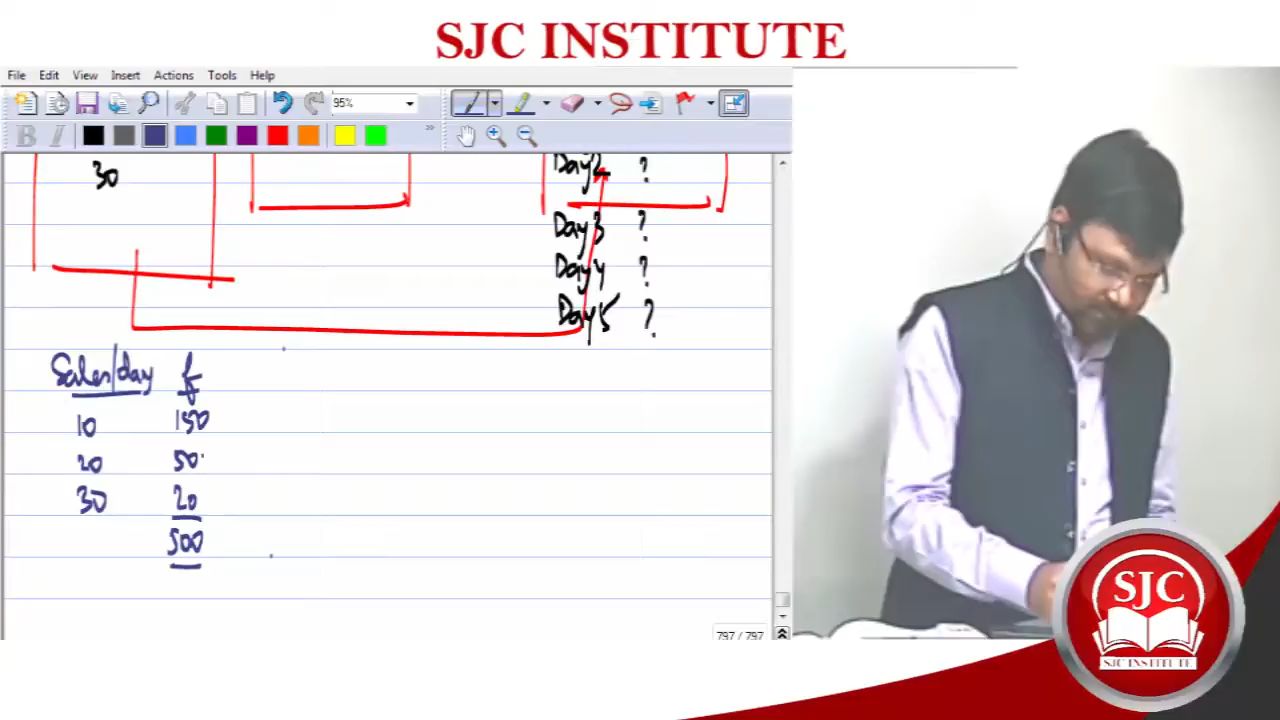 SJC INSTITUTE
File Edit View Insert Actions Tools Help
95%
B I
30
Day2 ?
Day3 ?
Day4 ?
Day5 ?
Sales/day f
10 150
20 50
30 20
500
797 / 797
SJC
SJC INSTITUTE